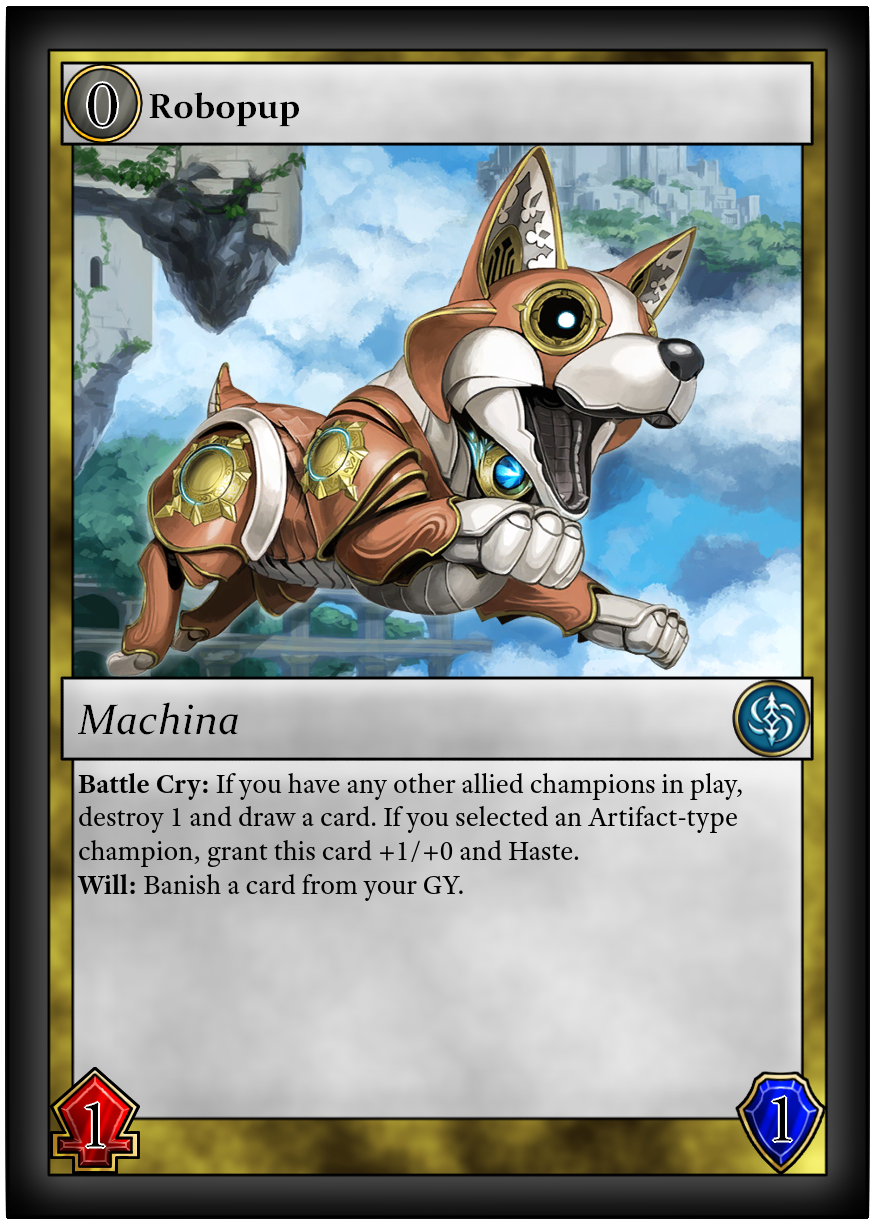 0 Robopup
Machina
Battle Cry: If you have any other allied champions in play,
destroy 1 and draw a card. If you selected an Artifact-type
champion, grant this card +1/+0 and Haste.
Will: Banish a card from your GY.
1 1